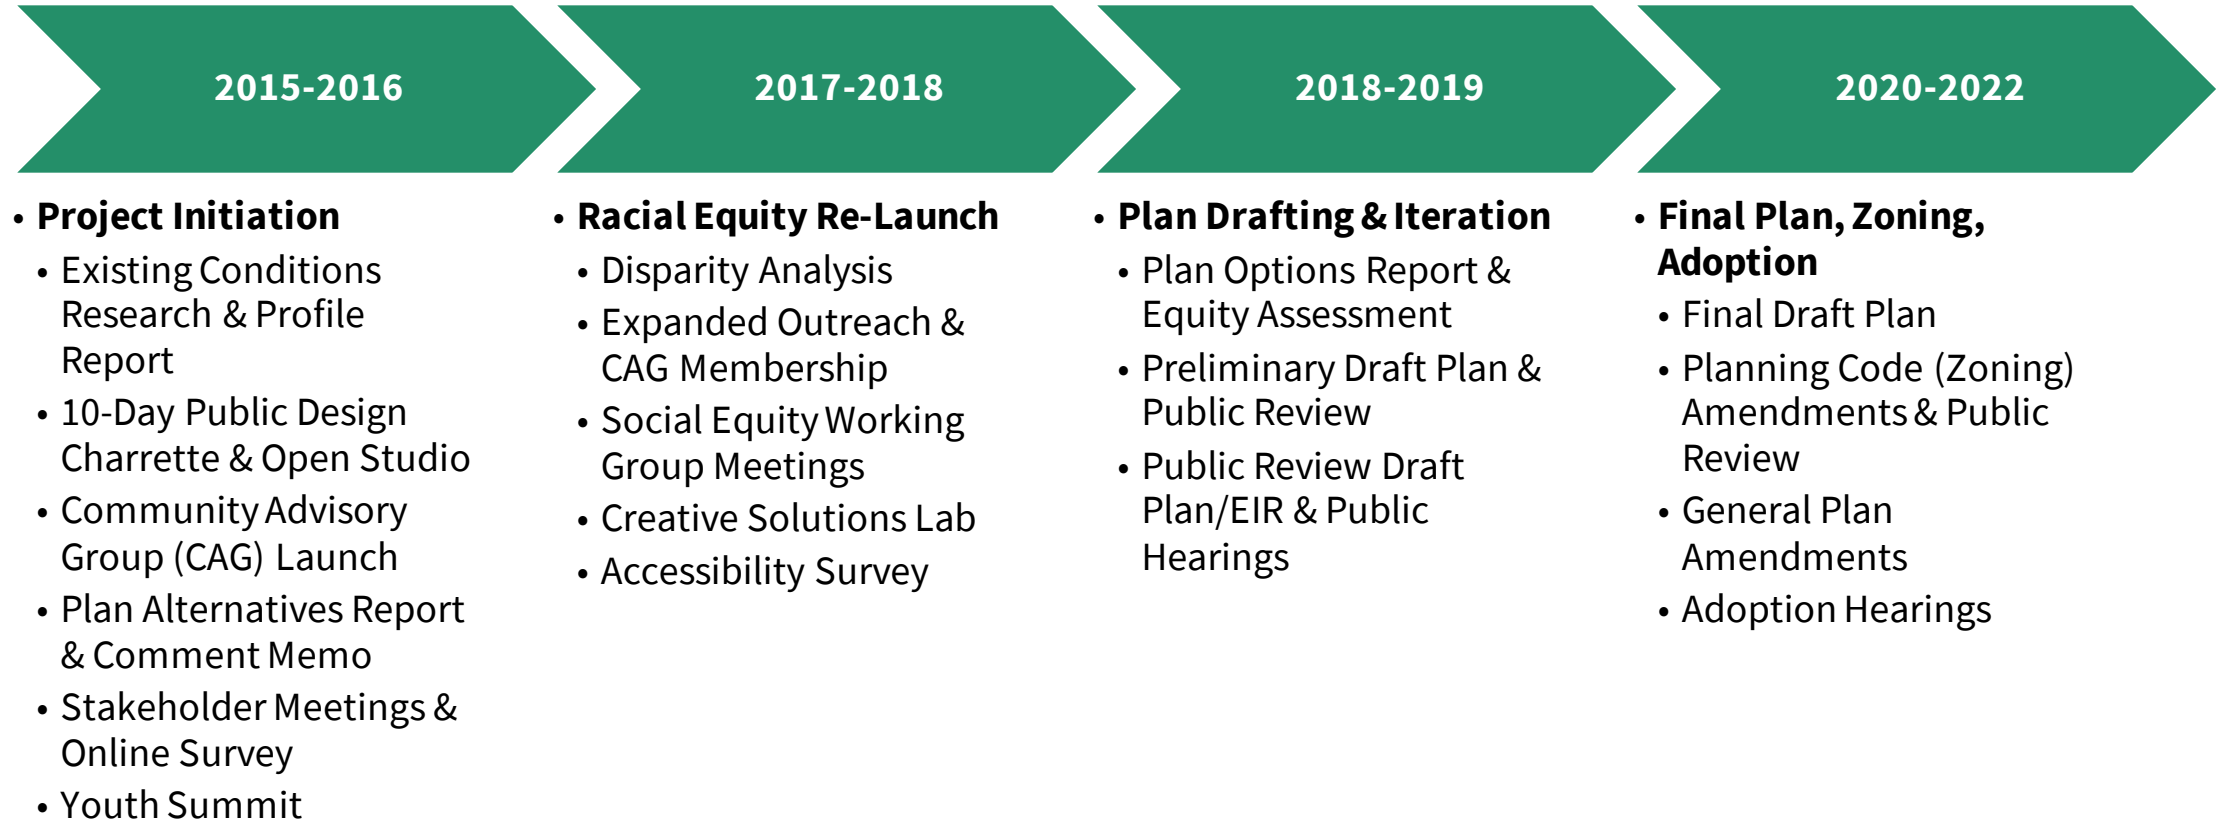 2015-2016
• Project Initiation
• Existing Conditions
Research & Profile
Report
• 10-Day Public Design
Charrette & Open Studio
• Community Advisory
Group (CAG) Launch
• Plan Alternatives Report
& Comment Memo
• Stakeholder Meetings &
Online Survey
• Youth Summit
2017-2018
• Racial Equity Re-Launch
• Disparity Analysis
• Expanded Outreach &
CAG Membership
• Social Equity Working
Group Meetings
• Creative Solutions Lab
• Accessibility Survey
2018-2019
• Plan Drafting & Iteration
• Plan Options Report &
Equity Assessment
• Preliminary Draft Plan &
Public Review
• Public Review Draft
Plan/EIR & Public
Hearings
2020-2022
• Final Plan, Zoning,
Adoption
• Final Draft Plan
• Planning Code (Zoning)
Amendments & Public
Review
• General Plan
Amendments
• Adoption Hearings